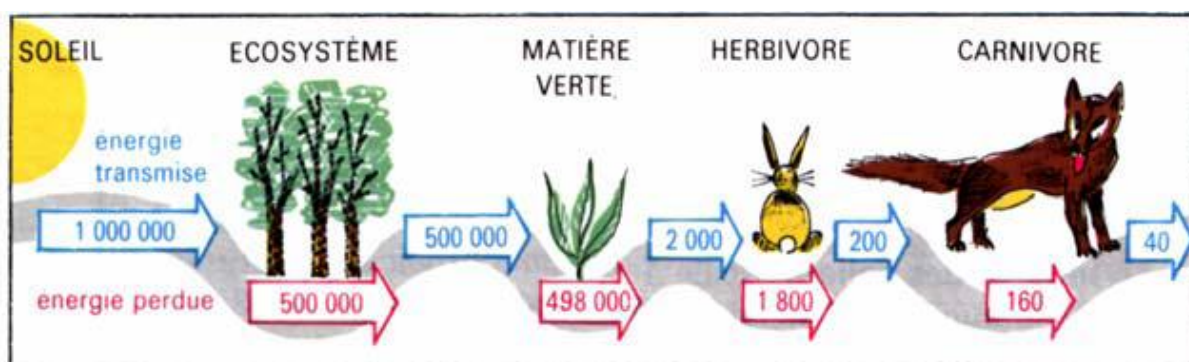 SOLEIL ECOSYSTÈME MATIÈRE VERTE HERBIVORE CARNIVORE
énergie transmise
1 000 000 500 000 2 000 200 40
énergie perdue 500 000 498 000 1 800 160